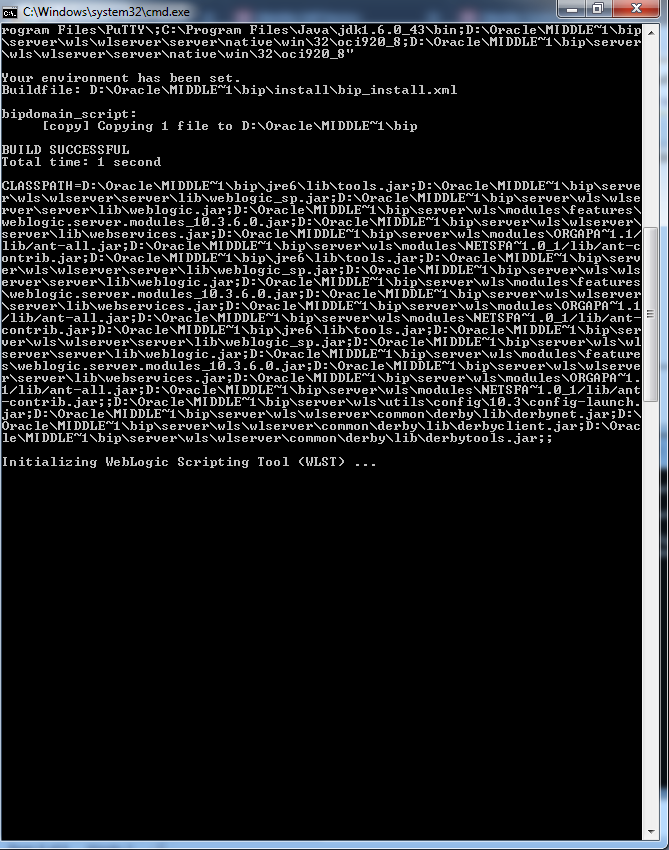 C:\Windows\system32\cmd.exe
rogram Files\PuTTY\;C:\Program Files\Java\jdk1.6.0_43\bin;D:\Oracle\MIDDLE~1\bip
\server\wls\wlserver\server\native\win\32\oci920_8;D:\Oracle\MIDDLE~1\bip\server
\wls\wlserver\server\native\win\32\oci920_8"
Your environment has been set.
Buildfile: D:\Oracle\MIDDLE~1\bip\install\bip_install.xml
bipdomain_script:
[copy] Copying 1 file to D:\Oracle\MIDDLE~1\bip
BUILD SUCCESSFUL
Total time: 1 second
CLASSPATH=D:\Oracle\MIDDLE~1\bip\jre6\lib\tools.jar;D:\Oracle\MIDDLE~1\bip\serve
r\wls\wlserver\server\lib\weblogic_sp.jar;D:\Oracle\MIDDLE~1\bip\server\wls\wlse
rver\server\lib\weblogic.jar;D:\Oracle\MIDDLE~1\bip\server\wls\modules\features\
weblogic.server.modules_10.3.6.0.jar;D:\Oracle\MIDDLE~1\bip\server\wls\wlserver\
server\lib\webservices.jar;D:\Oracle\MIDDLE~1\bip\server\wls\modules\ORGAPA~1.1/
lib/ant-all.jar;D:\Oracle\MIDDLE~1\bip\server\wls\modules\NETSFA~1.0_1/lib/ant-c
ontrib.jar;D:\Oracle\MIDDLE~1\bip\jre6\lib\tools.jar;D:\Oracle\MIDDLE~1\bip\serv
er\wls\wlserver\server\lib\weblogic_sp.jar;D:\Oracle\MIDDLE~1\bip\server\wls\wls
erver\server\lib\weblogic.jar;D:\Oracle\MIDDLE~1\bip\server\wls\modules\features
\weblogic.server.modules_10.3.6.0.jar;D:\Oracle\MIDDLE~1\bip\server\wls\wlserver
\server\lib\webservices.jar;D:\Oracle\MIDDLE~1\bip\server\wls\modules\ORGAPA~1.1
/lib/ant-all.jar;D:\Oracle\MIDDLE~1\bip\server\wls\modules\NETSFA~1.0_1/lib/ant-
contrib.jar;D:\Oracle\MIDDLE~1\bip\jre6\lib\tools.jar;D:\Oracle\MIDDLE~1\bip\ser
ver\wls\wlserver\server\lib\weblogic_sp.jar;D:\Oracle\MIDDLE~1\bip\server\wls\wl
server\server\lib\weblogic.jar;D:\Oracle\MIDDLE~1\bip\server\wls\modules\feature
s\weblogic.server.modules_10.3.6.0.jar;D:\Oracle\MIDDLE~1\bip\server\wls\wlserve
r\server\lib\webservices.jar;D:\Oracle\MIDDLE~1\bip\server\wls\modules\ORGAPA~1.
1/lib/ant-all.jar;D:\Oracle\MIDDLE~1\bip\server\wls\modules\NETSFA~1.0_1/lib/ant
-contrib.jar;;D:\Oracle\MIDDLE~1\bip\server\wls\utils\config\10.3\config-launch.
jar;D:\Oracle\MIDDLE~1\bip\server\wls\wlserver\common\derby\lib\derbynet.jar;D:\
Oracle\MIDDLE~1\bip\server\wls\wlserver\common\derby\lib\derbyclient.jar;D:\Orac
le\MIDDLE~1\bip\server\wls\wlserver\common\derby\lib\derbytools.jar;;
Initializing WebLogic Scripting Tool (WLST) ...